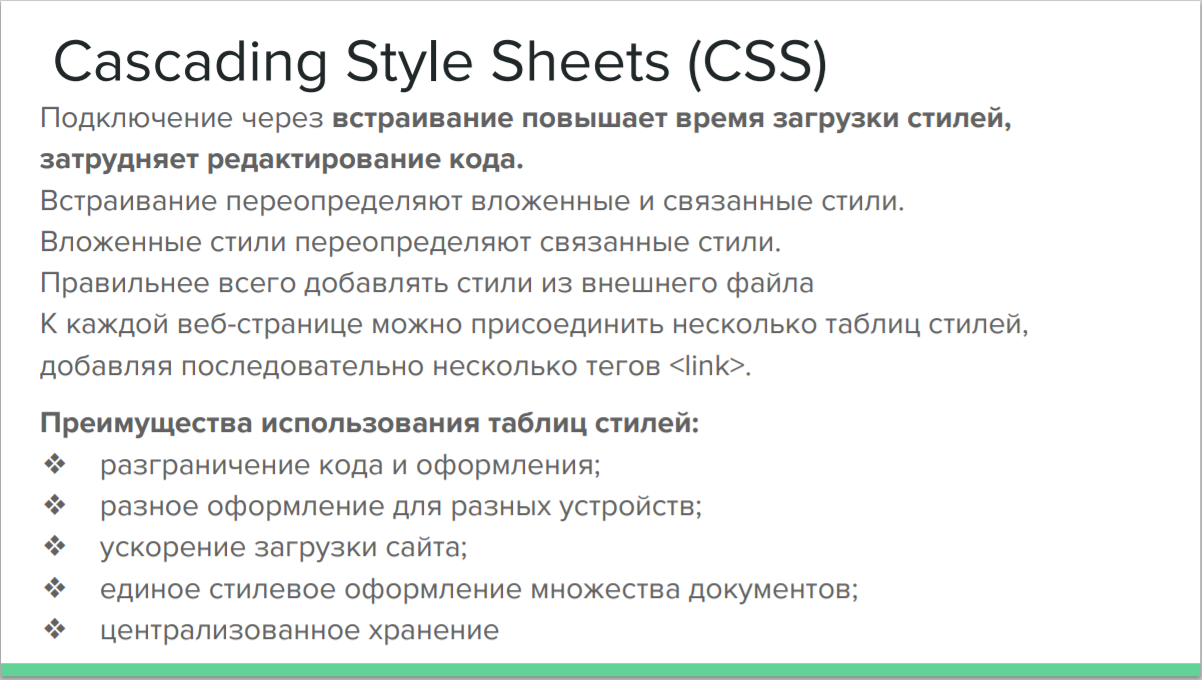 Cascading Style Sheets (CSS)
Подключение через встраивание повышает время загрузки стилей,
затрудняет редактирование кода.
Встраивание переопределяют вложенные и связанные стили.
Вложенные стили переопределяют связанные стили.
Правильнее всего добавлять стили из внешнего файла
К каждой веб-странице можно присоединить несколько таблиц стилей,
добавляя последовательно несколько тегов <link>.
Преимущества использования таблиц стилей:
❖ разграничение кода и оформления;
❖ разное оформление для разных устройств;
❖ ускорение загрузки сайта;
❖ единое стилевое оформление множества документов;
❖ централизованное хранение